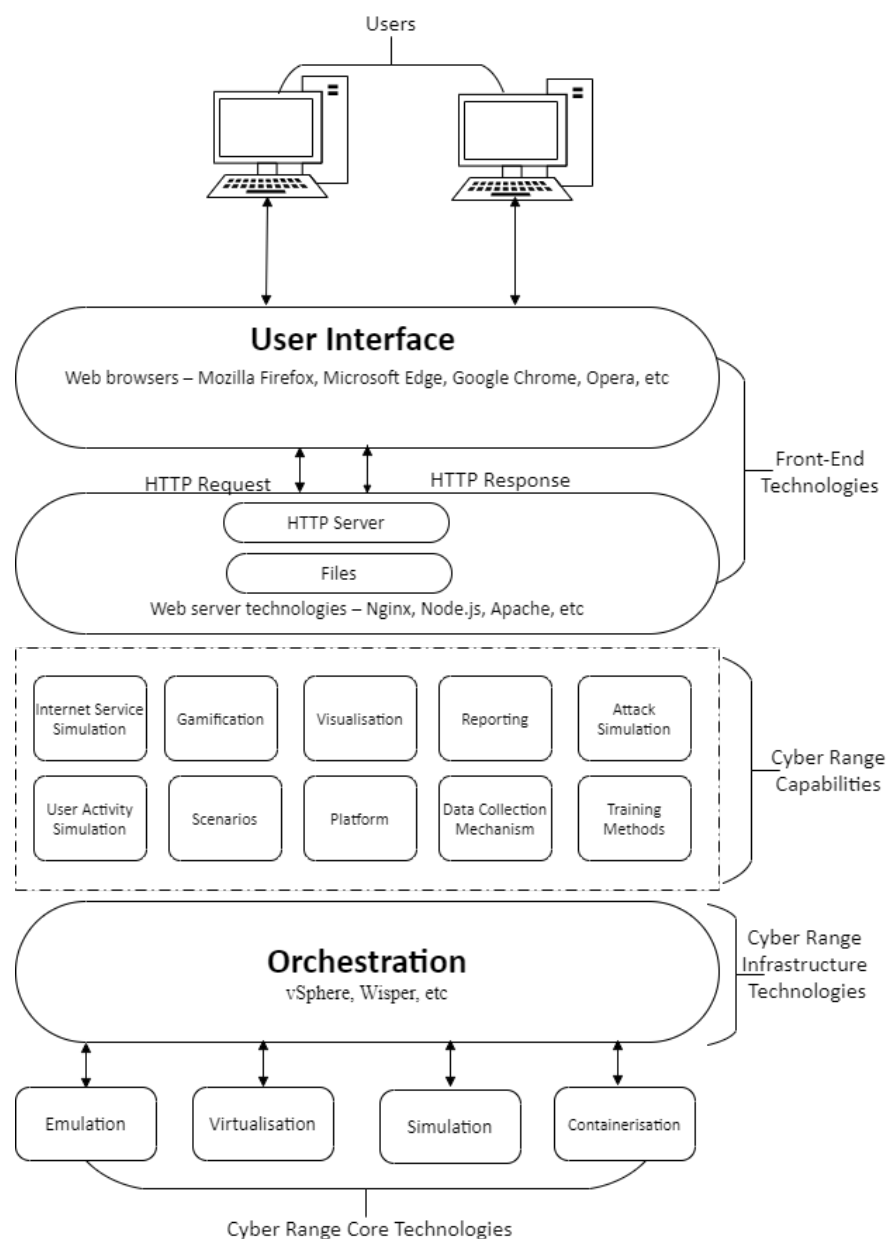 Users
User Interface
Web browsers – Mozilla Firefox, Microsoft Edge, Google Chrome, Opera, etc
HTTP Request
HTTP Response
Front-End
Technologies
HTTP Server
Files
Web server technologies – Nginx, Node.js, Apache, etc
Internet Service
Simulation
Gamification
Visualisation
Reporting
Attack
Simulation
User Activity
Simulation
Scenarios
Platform
Data Collection
Mechanism
Training
Methods
Cyber Range
Capabilities
Orchestration
vSphere, Wisper, etc
Cyber Range
Infrastructure
Technologies
Emulation
Virtualisation
Simulation
Containerisation
Cyber Range Core Technologies